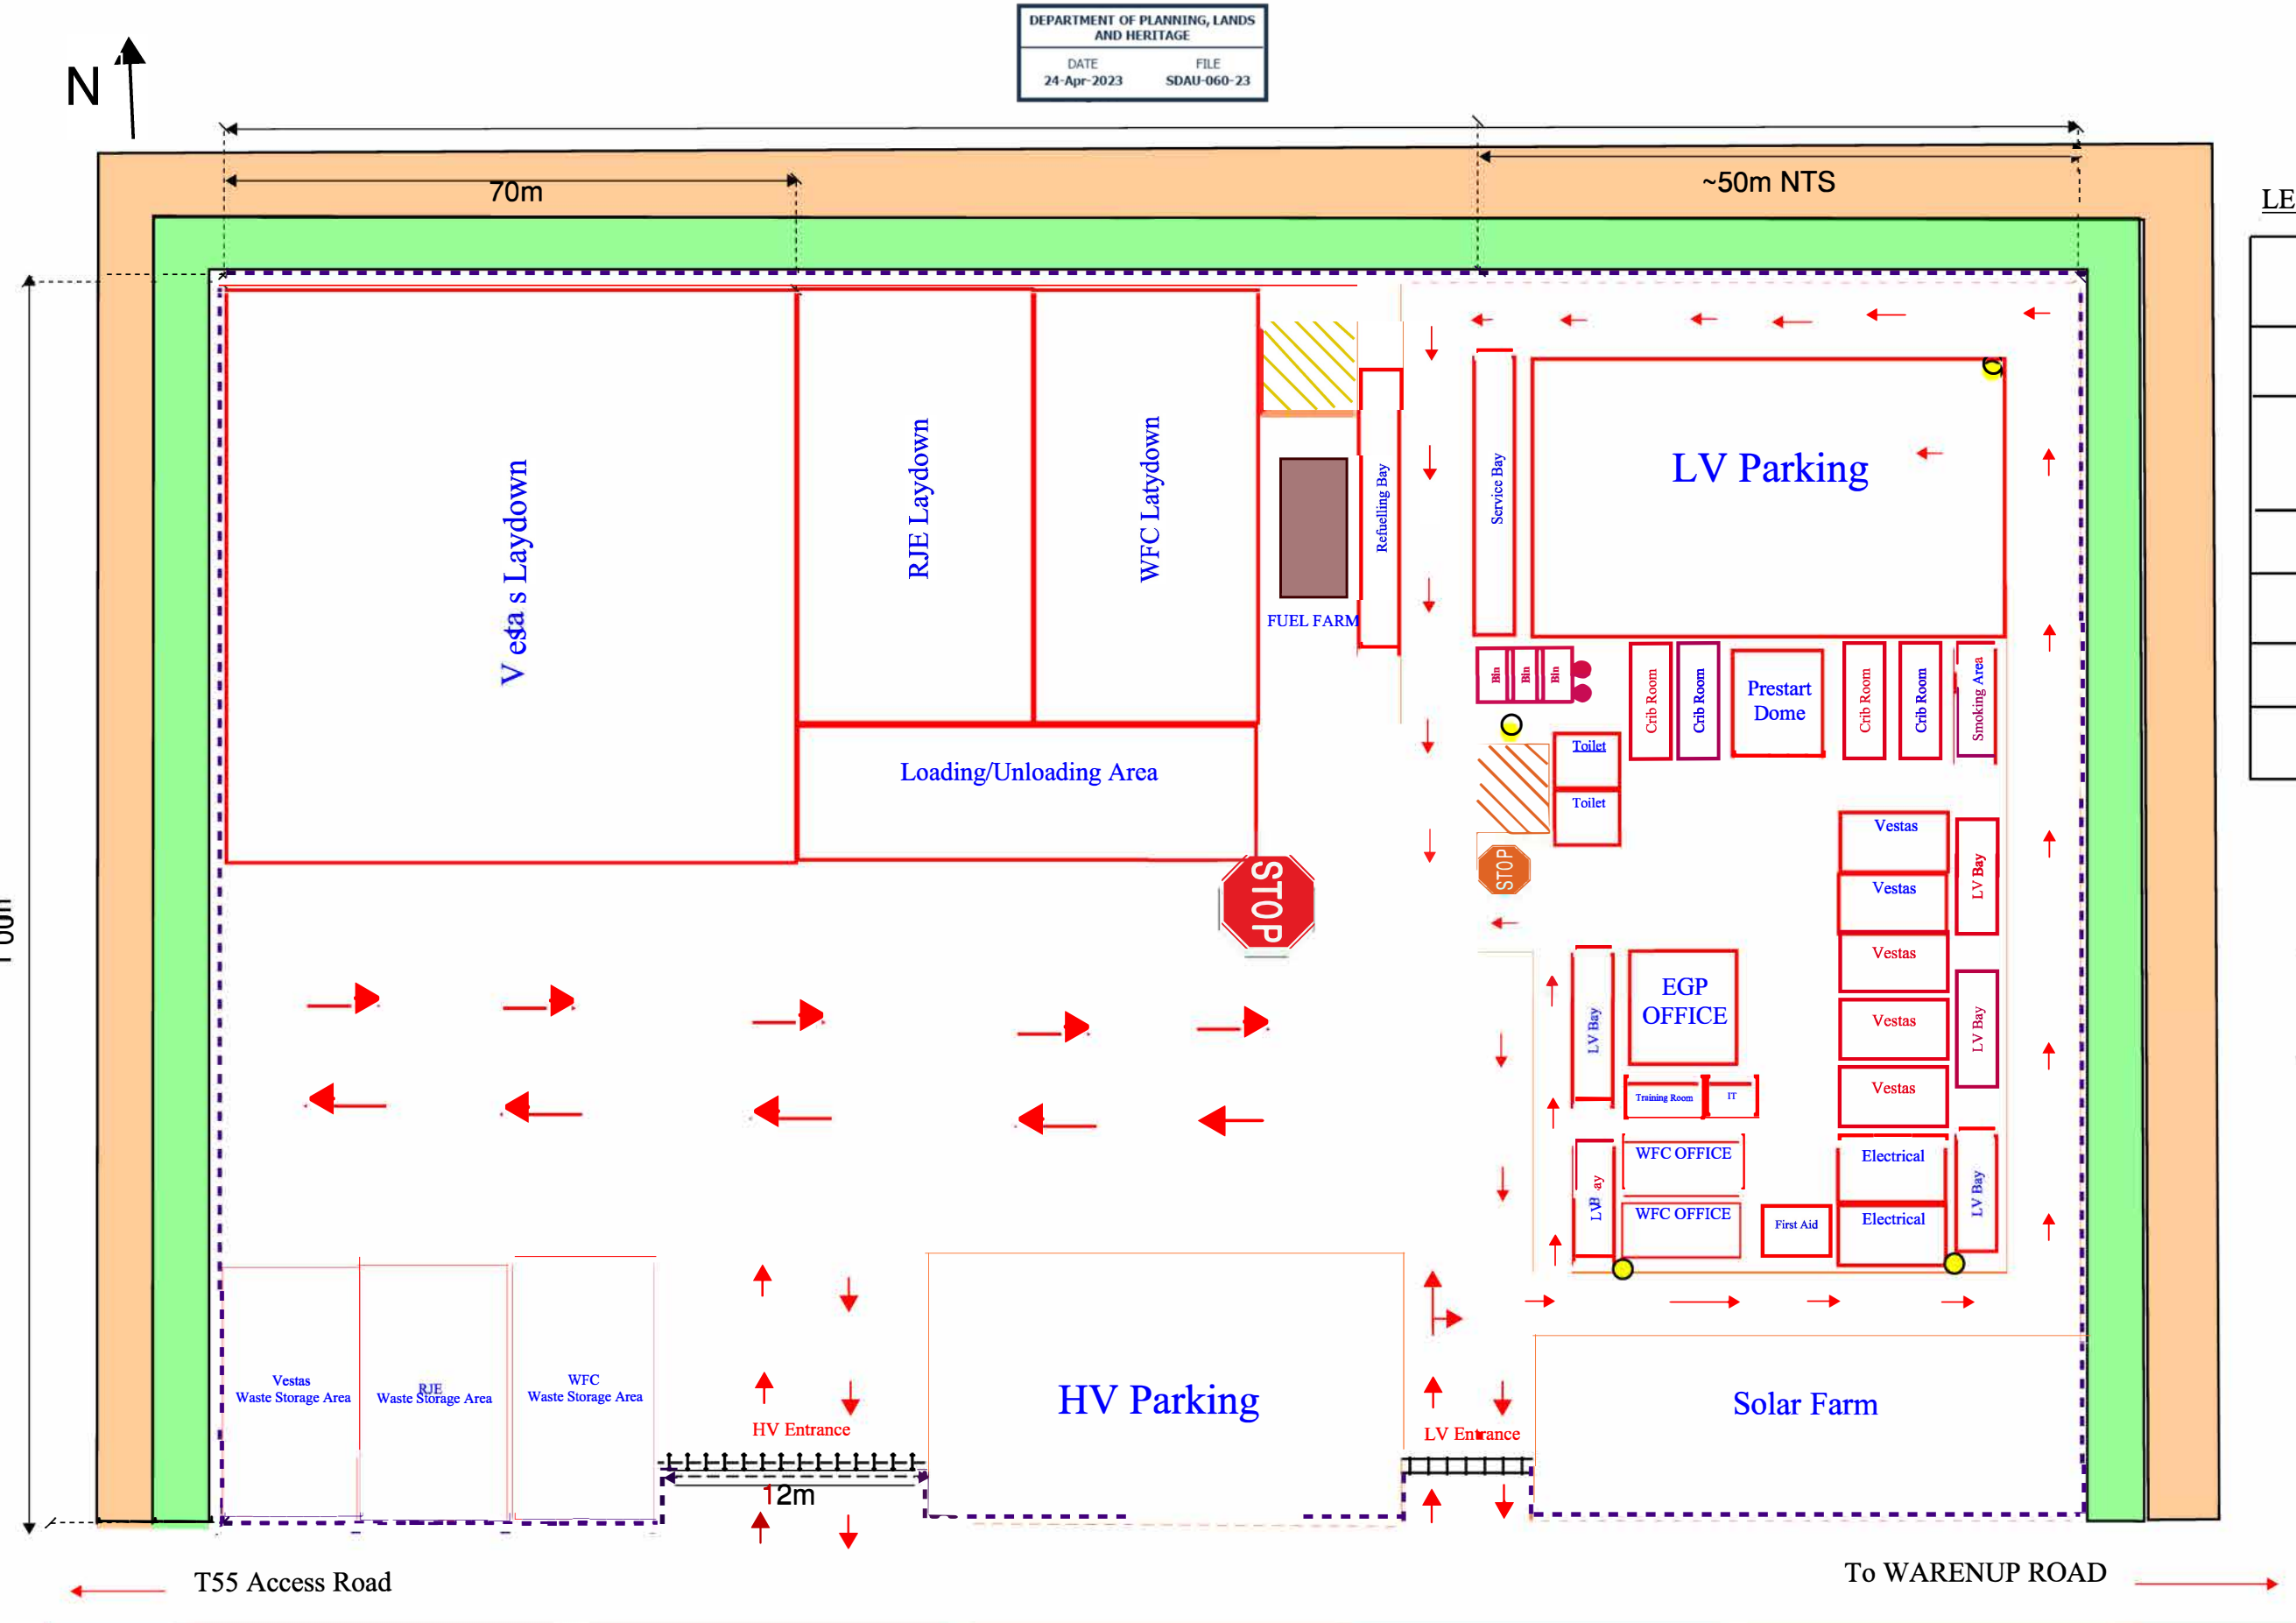 DEPARTMENT OF PLANNING, LANDS
AND HERITAGE
DATE FILE
24-Apr-2023 SDAU-060-23
N
70m
~50m NTS
LE
Vestas Laydown
RJE Laydown
WFC Latydown
FUEL FARM
Refuelling Bay
Service Bay
LV Parking
Bin
Bin
Bin
Crib Room
Crib Room
Prestart
Dome
Crib Room
Crib Room
Smoking Area
Toilet
Toilet
Loading/Unloading Area
STOP
STOP
Vestas
Vestas
Vestas
Vestas
Vestas
LV Bay
LV Bay
LV Bay
EGP
OFFICE
Training Room
IT
LV Bay
WFC OFFICE
WFC OFFICE
First Aid
Electrical
Electrical
LV Bay
Vestas
Waste Storage Area
RJE
Waste Storage Area
WFC
Waste Storage Area
HV Entrance
12m
HV Parking
LV Entrance
Solar Farm
T55 Access Road
To WARENUP ROAD